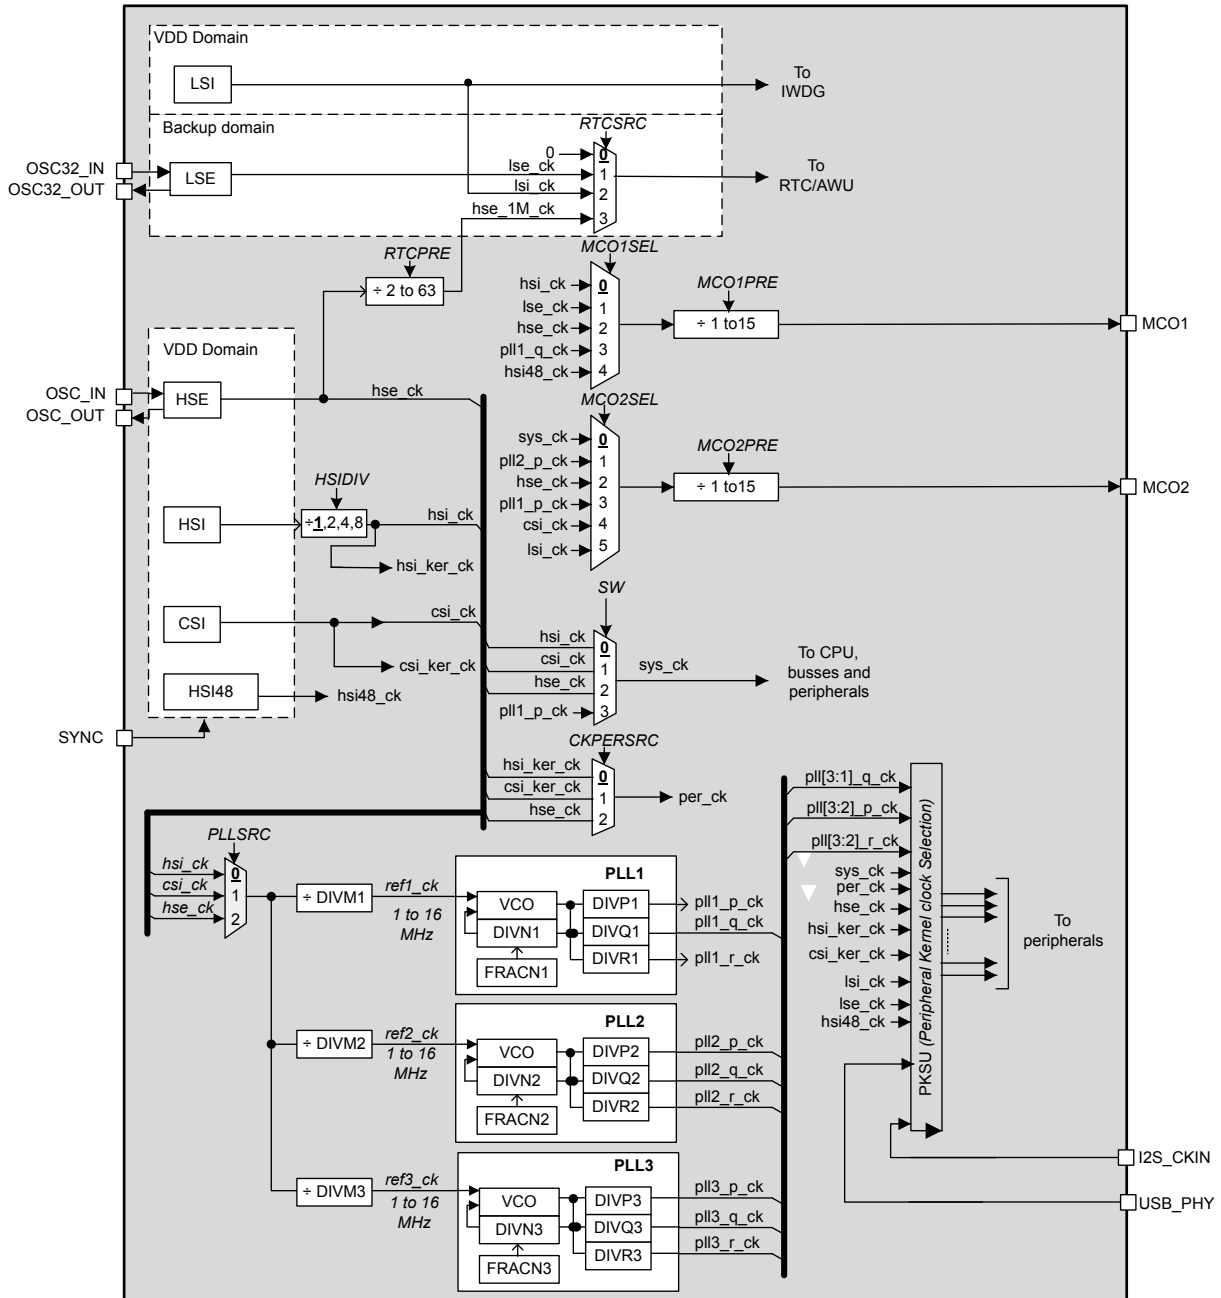 VDD Domain
LSI
To
IWDG
Backup domain
RTCSRC
OSC32_IN
OSC32_OUT
LSE
0
lse_ck
lsi_ck
hse_1M_ck
0
1
2
3
To
RTC/AWU
RTCPRE
÷ 2 to 63
MCO1SEL
hsi_ck
lse_ck
hse_ck
pll1_q_ck
hsi48_ck
0
1
2
3
4
MCO1PRE
÷ 1 to15
MCO1
VDD Domain
OSC_IN
OSC_OUT
HSE
hse_ck
MCO2SEL
sys_ck
pll2_p_ck
hse_ck
pll1_p_ck
csi_ck
lsi_ck
0
1
2
3
4
5
MCO2PRE
÷ 1 to15
MCO2
HSIDIV
HSI
÷1,2,4,8
hsi_ck
hsi_ker_ck
CSI
csi_ck
csi_ker_ck
HSI48
hsi48_ck
SYNC
SW
hsi_ck
csi_ck
hse_ck
pll1_p_ck
0
1
2
3
sys_ck
To CPU,
busses and
peripherals
CKPERSRC
hsi_ker_ck
csi_ker_ck
hse_ck
0
1
2
per_ck
PLLSRC
hsi_ck
csi_ck
hse_ck
0
1
2
÷ DIVM1
ref1_ck
1 to 16
MHz
PLL1
VCO
DIVN1
FRACN1
DIVP1
DIVQ1
DIVR1
pll1_p_ck
pll1_q_ck
pll1_r_ck
÷ DIVM2
ref2_ck
1 to 16
MHz
PLL2
VCO
DIVN2
FRACN2
DIVP2
DIVQ2
DIVR2
pll2_p_ck
pll2_q_ck
pll2_r_ck
÷ DIVM3
ref3_ck
1 to 16
MHz
PLL3
VCO
DIVN3
FRACN3
DIVP3
DIVQ3
DIVR3
pll3_p_ck
pll3_q_ck
pll3_r_ck
pll[3:1]_q_ck
pll[3:2]_p_ck
pll[3:2]_r_ck
sys_ck
per_ck
hse_ck
hsi_ker_ck
csi_ker_ck
lsi_ck
lse_ck
hsi48_ck
PKSU (Peripheral Kernel clock Selection)
To
peripherals
I2S_CKIN
USB_PHY